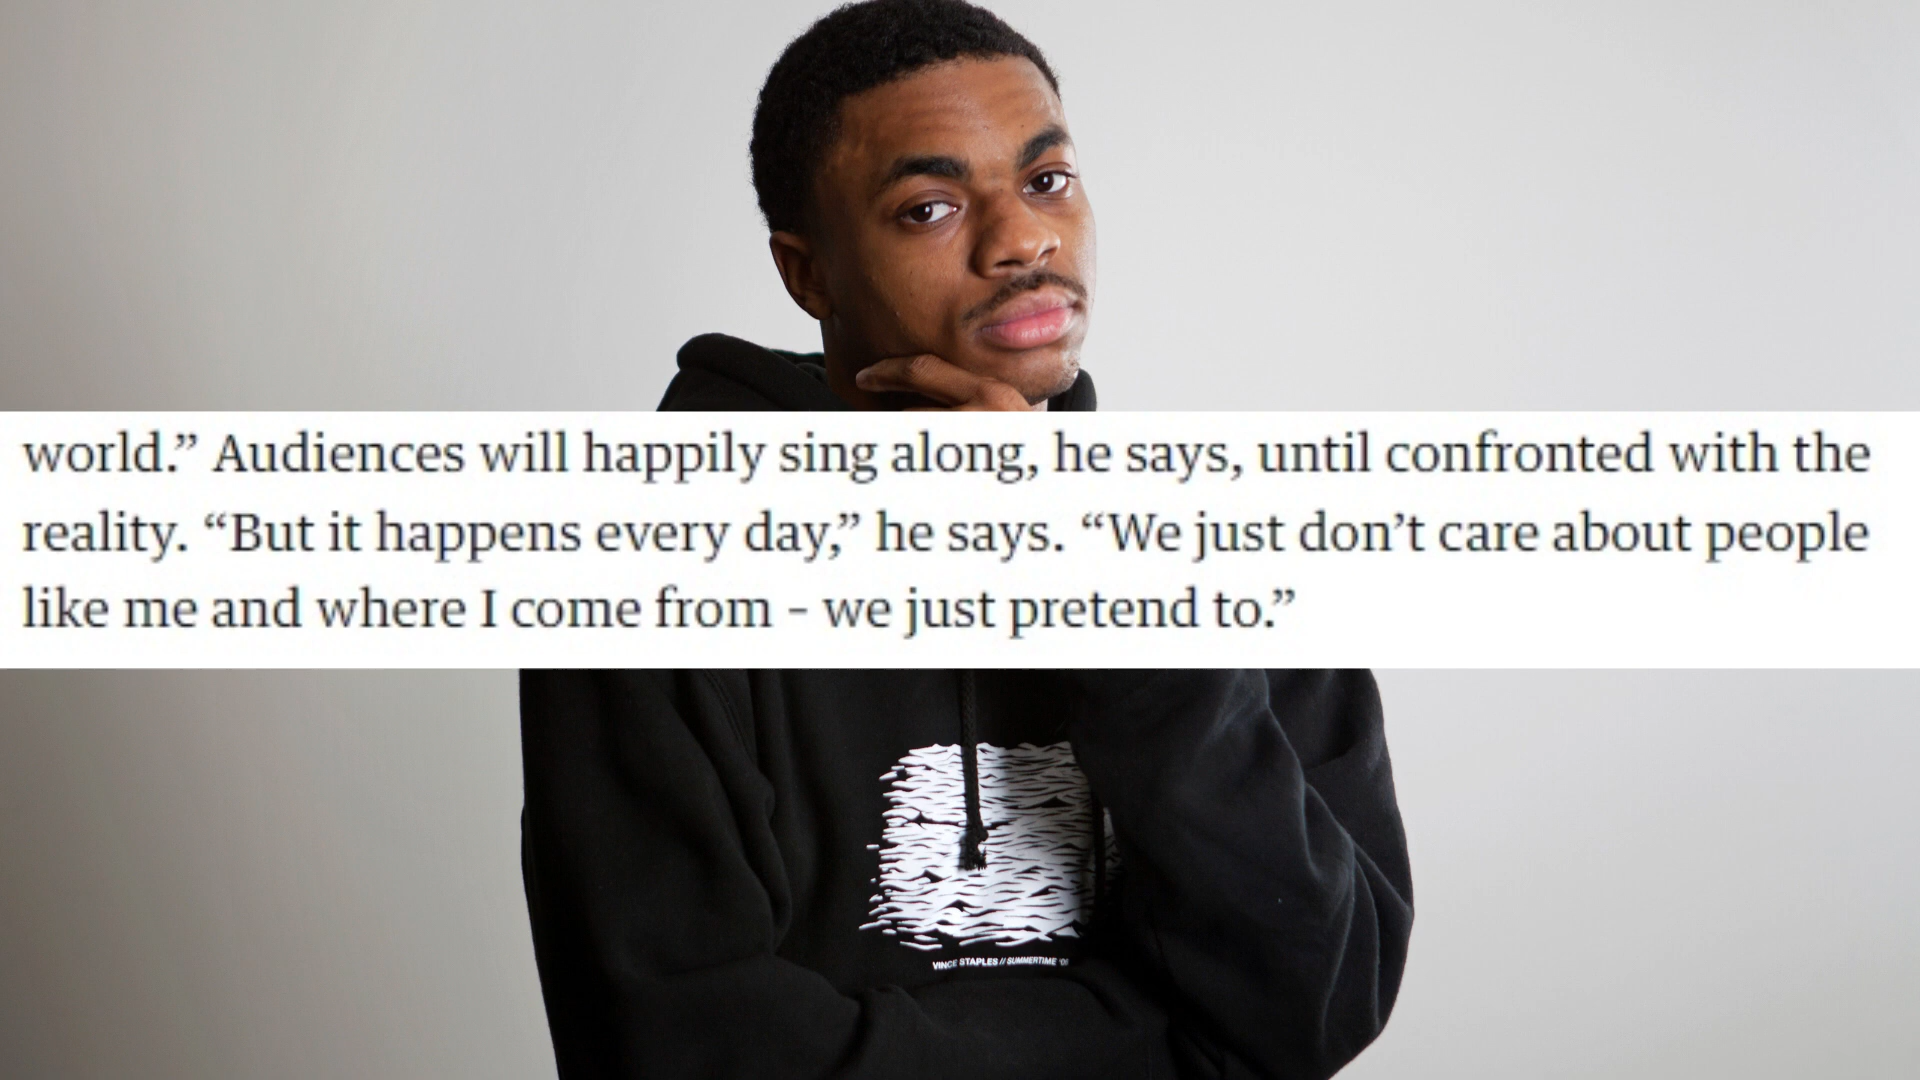 world.” Audiences will happily sing along, he says, until confronted with the
reality. “But it happens every day,” he says. “We just don’t care about people
like me and where I come from – we just pretend to.”
VINCE STAPLES // SUMMERTIME '06